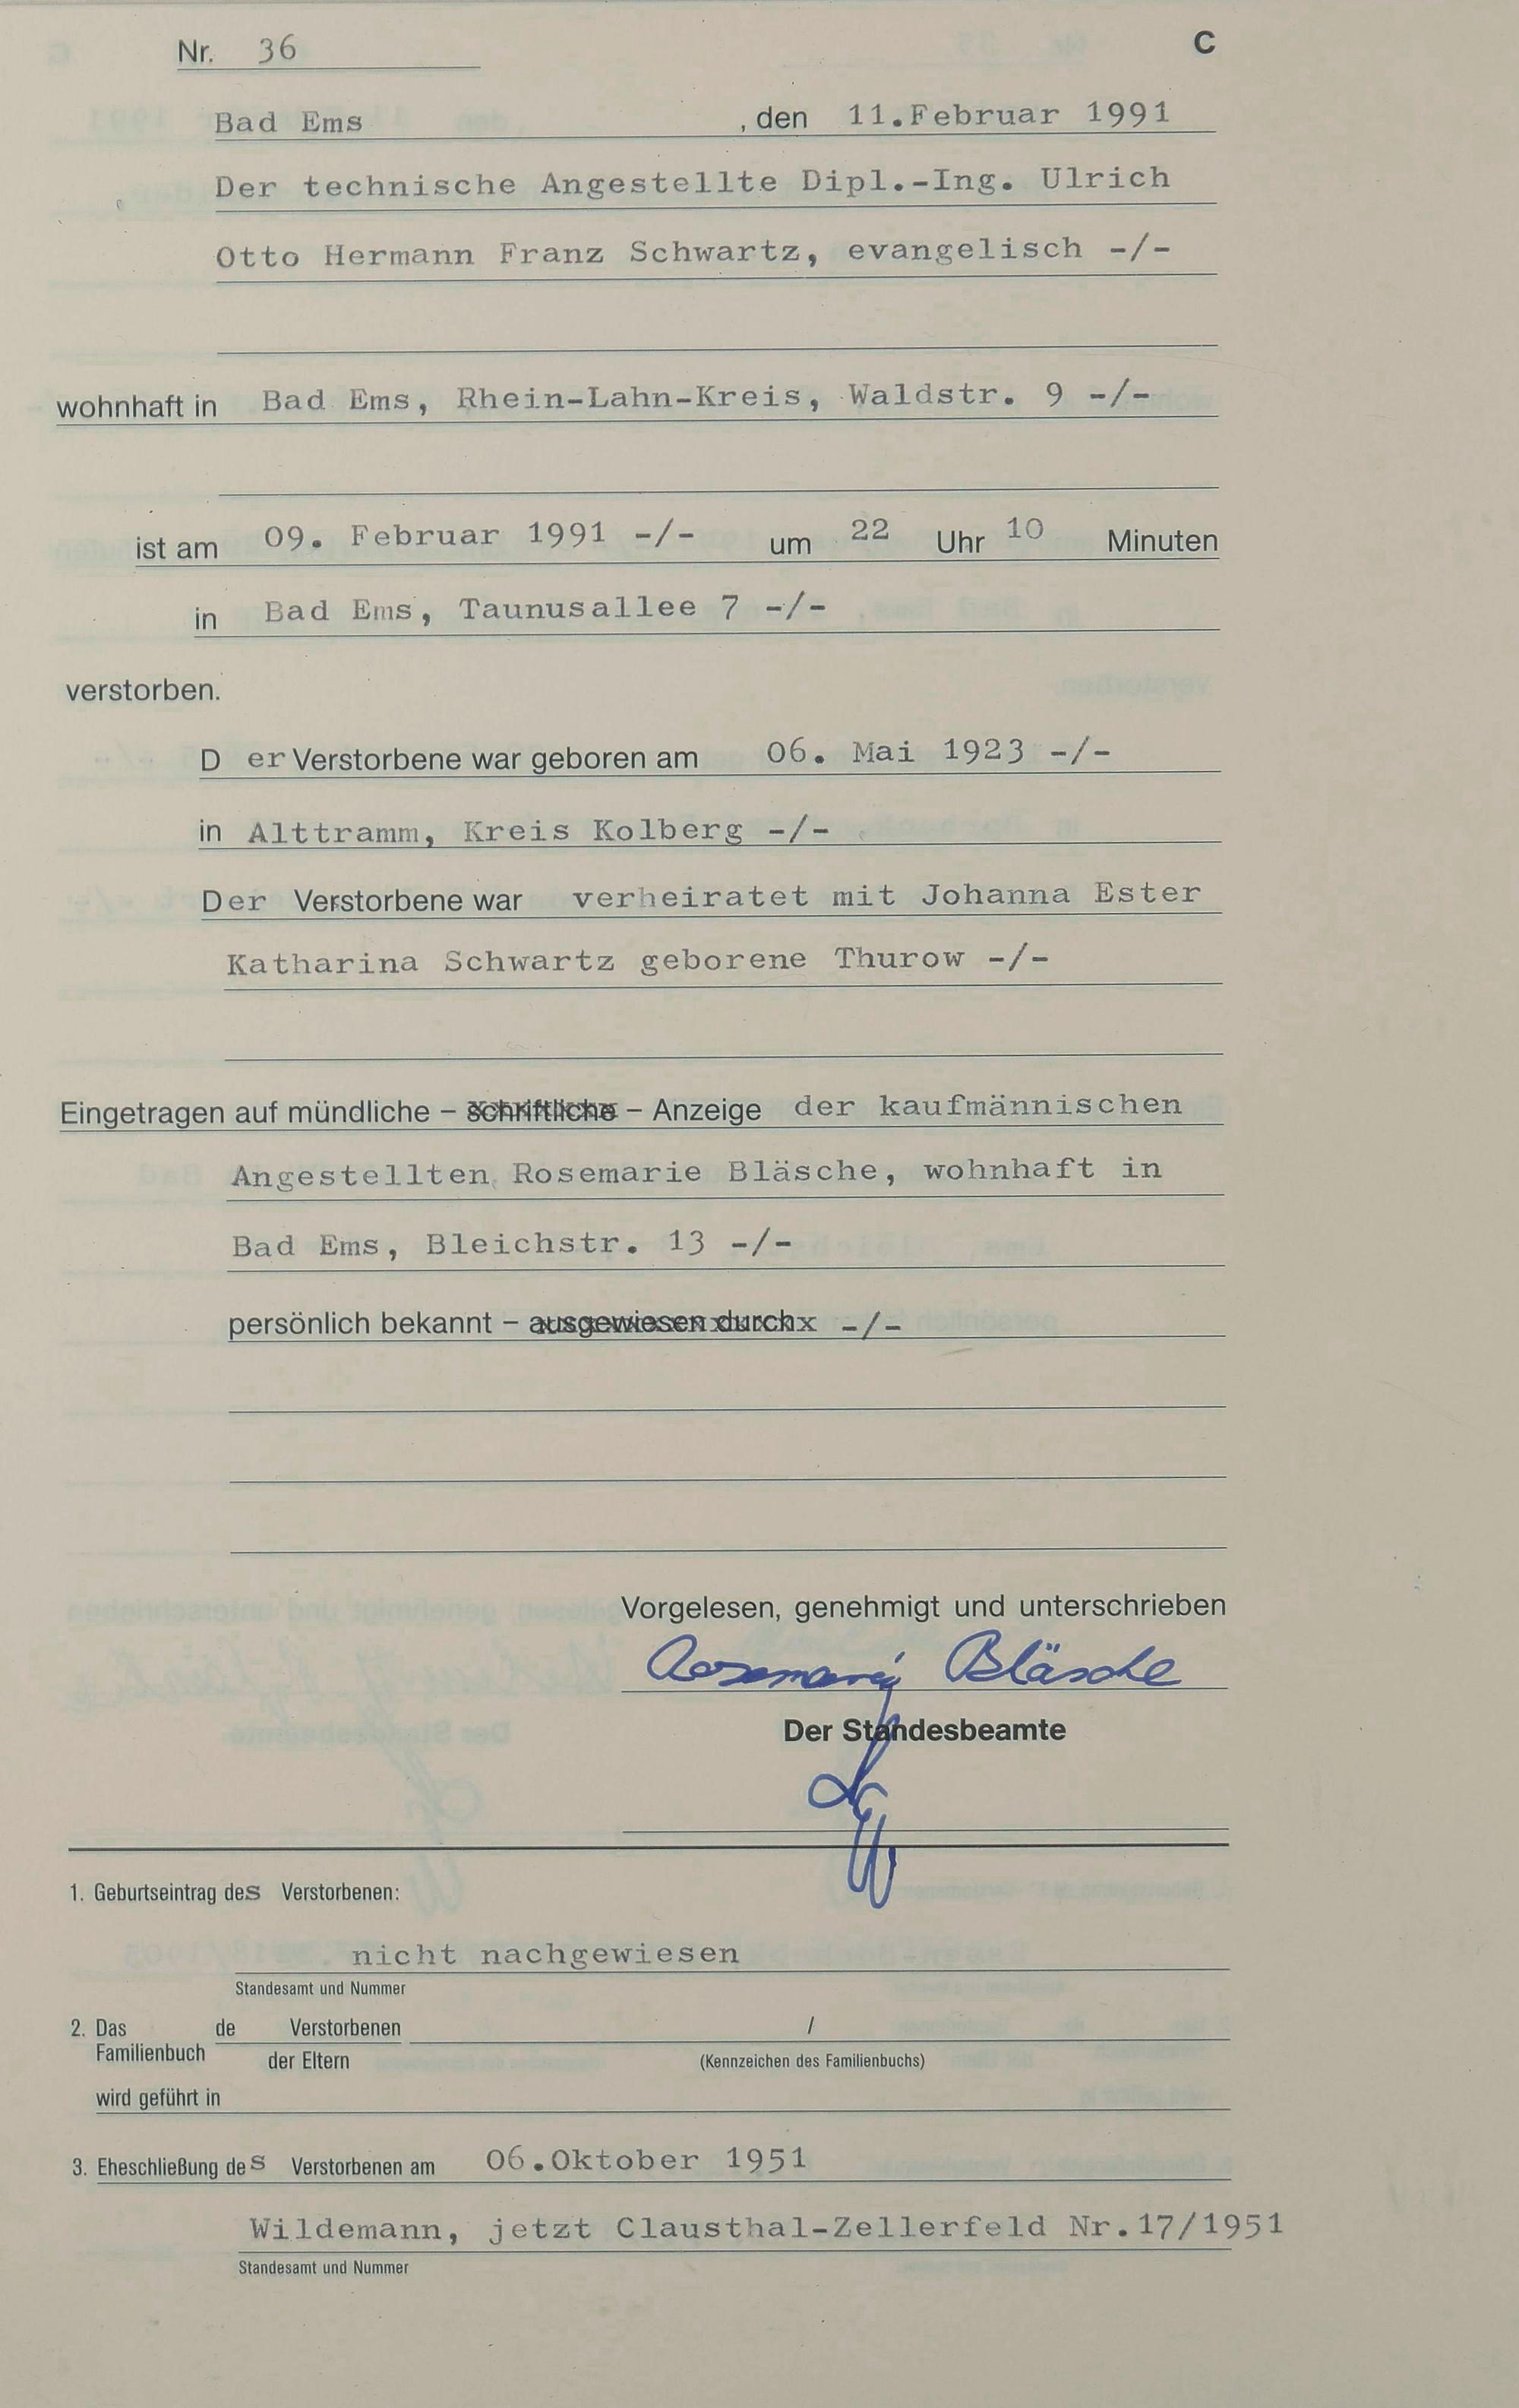 Nr. 36 C
Bad Ems , den 11.Februar 1991
Der technische Angestellte Dipl.-Ing. Ulrich
Otto Hermann Franz Schwartz, evangelisch -/-
wohnhaft in Bad Ems, Rhein-Lahn-Kreis, Waldstr. 9 -/-
ist am 09. Februar 1991 -/- um 22 Uhr 10 Minuten
in Bad Ems, Taunusallee 7 -/-
verstorben.
D er Verstorbene war geboren am 06. Mai 1923 -/-
in Alttramm, Kreis Kolberg -/-
Der Verstorbene war verheiratet mit Johanna Ester
Katharina Schwartz geborene Thurow -/-
Eingetragen auf mündliche – schriftliche – Anzeige der kaufmännischen
Angestellten Rosemarie Bläsche, wohnhaft in
Bad Ems, Bleichstr. 13 -/-
persönlich bekannt – ausgewiesen durch -/-
Vorgelesen, genehmigt und unterschrieben
Rosemarie Bläsche
Der Standesbeamte
1. Geburtseintrag des Verstorbenen:
nicht nachgewiesen
Standesamt und Nummer
2. Das de Verstorbenen /
Familienbuch der Eltern (Kennzeichen des Familienbuchs)
wird geführt in
3. Eheschließung des Verstorbenen am 06.Oktober 1951
Wildemann, jetzt Clausthal-Zellerfeld Nr.17/1951
Standesamt und Nummer